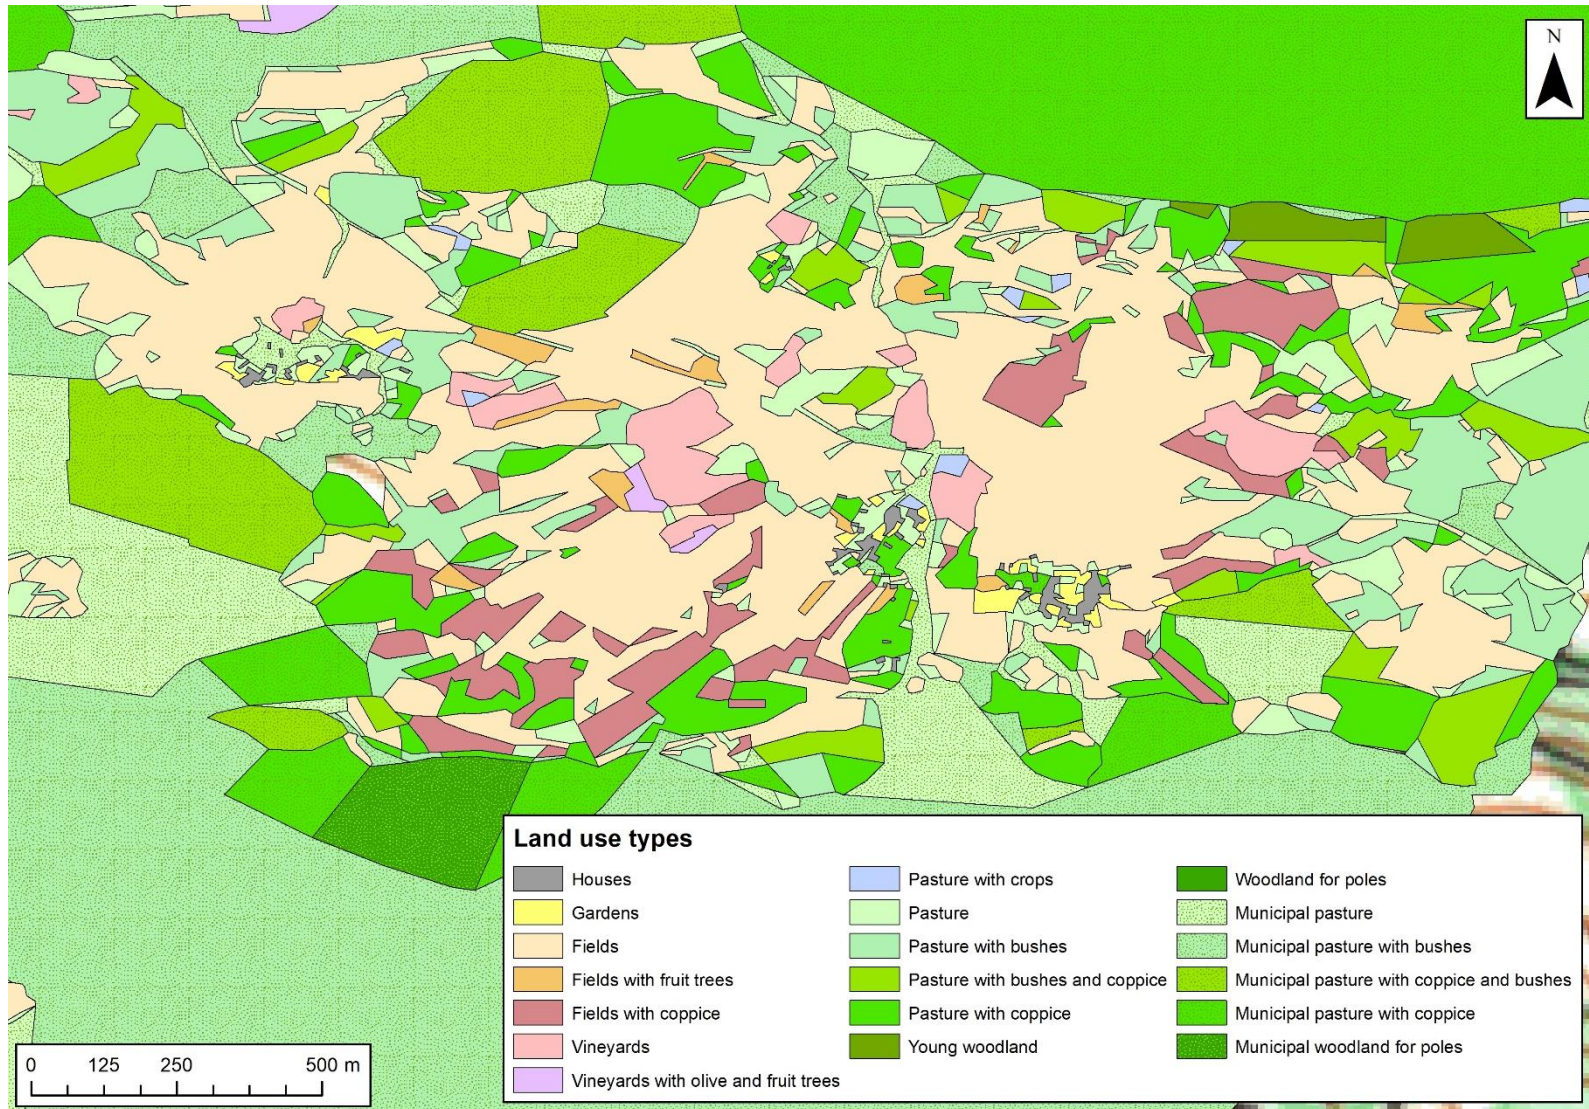 N
Land use types
Houses
Gardens
Fields
Fields with fruit trees
Fields with coppice
Vineyards
Vineyards with olive and fruit trees
Pasture with crops
Pasture
Pasture with bushes
Pasture with bushes and coppice
Pasture with coppice
Young woodland
Woodland for poles
Municipal pasture
Municipal pasture with bushes
Municipal pasture with coppice and bushes
Municipal pasture with coppice
Municipal woodland for poles
0 125 250 500 m